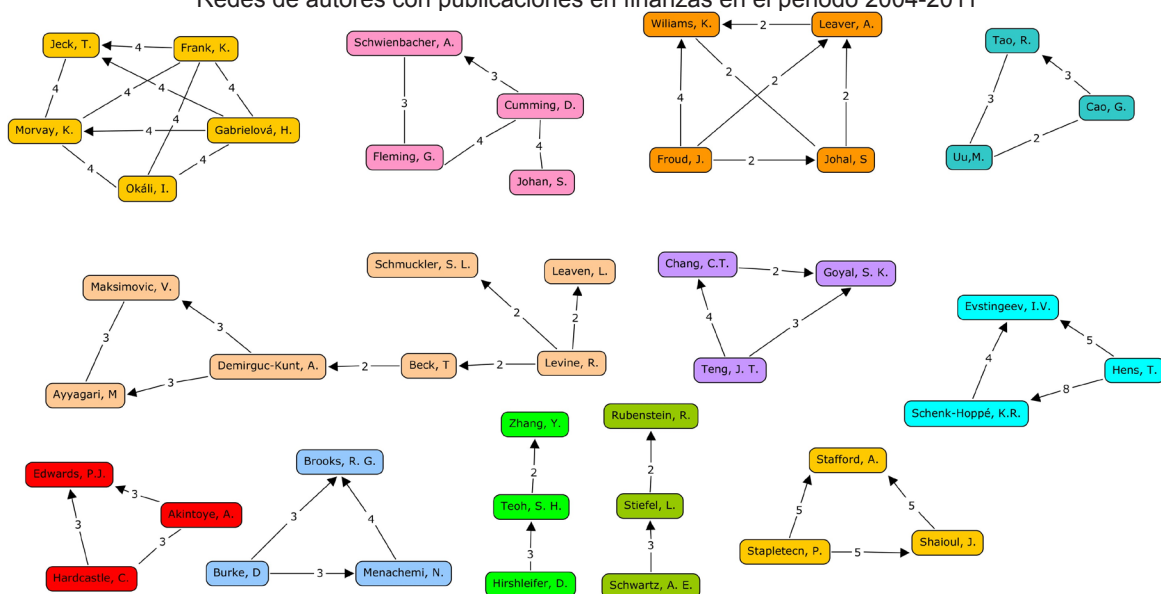 Redes de autores con publicaciones en finanzas en el periodo 2004-2011
Jeck, T.
4
Frank, K.
4
4
4
4
4
Morvay, K.
4
Gabrielová, H.
4
4
Okáli, I.
Schwienbacher, A.
3
3
Cumming, D.
4
4
Fleming, G.
Johan, S.
Wiliams, K.
2
Leaver, A.
2
2
4
2
Froud, J.
2
Johal, S
Tao, R.
3
3
Cao, G.
2
Uu,M.
Maksimovic, V.
3
3
Demirguc-Kunt, A.
3
Ayyagari, M
2
Beck, T
2
Levine, R.
Schmuckler, S. L.
2
Leaven, L.
2
Chang, C.T.
2
Goyal, S. K.
4
3
Teng, J. T.
Evstingeev, I.V.
5
4
Hens, T.
8
Schenk-Hoppé, K.R.
Edwards, P.J.
3
Akintoye, A.
3
3
Hardcastle, C.
Brooks, R. G.
3
4
Burke, D
3
Menachemi, N.
Zhang, Y.
2
Teoh, S. H.
3
Hirshleifer, D.
Rubenstein, R.
2
Stiefel, L.
3
Schwartz, A. E.
Stafford, A.
5
5
Stapletecn, P.
5
Shaioul, J.